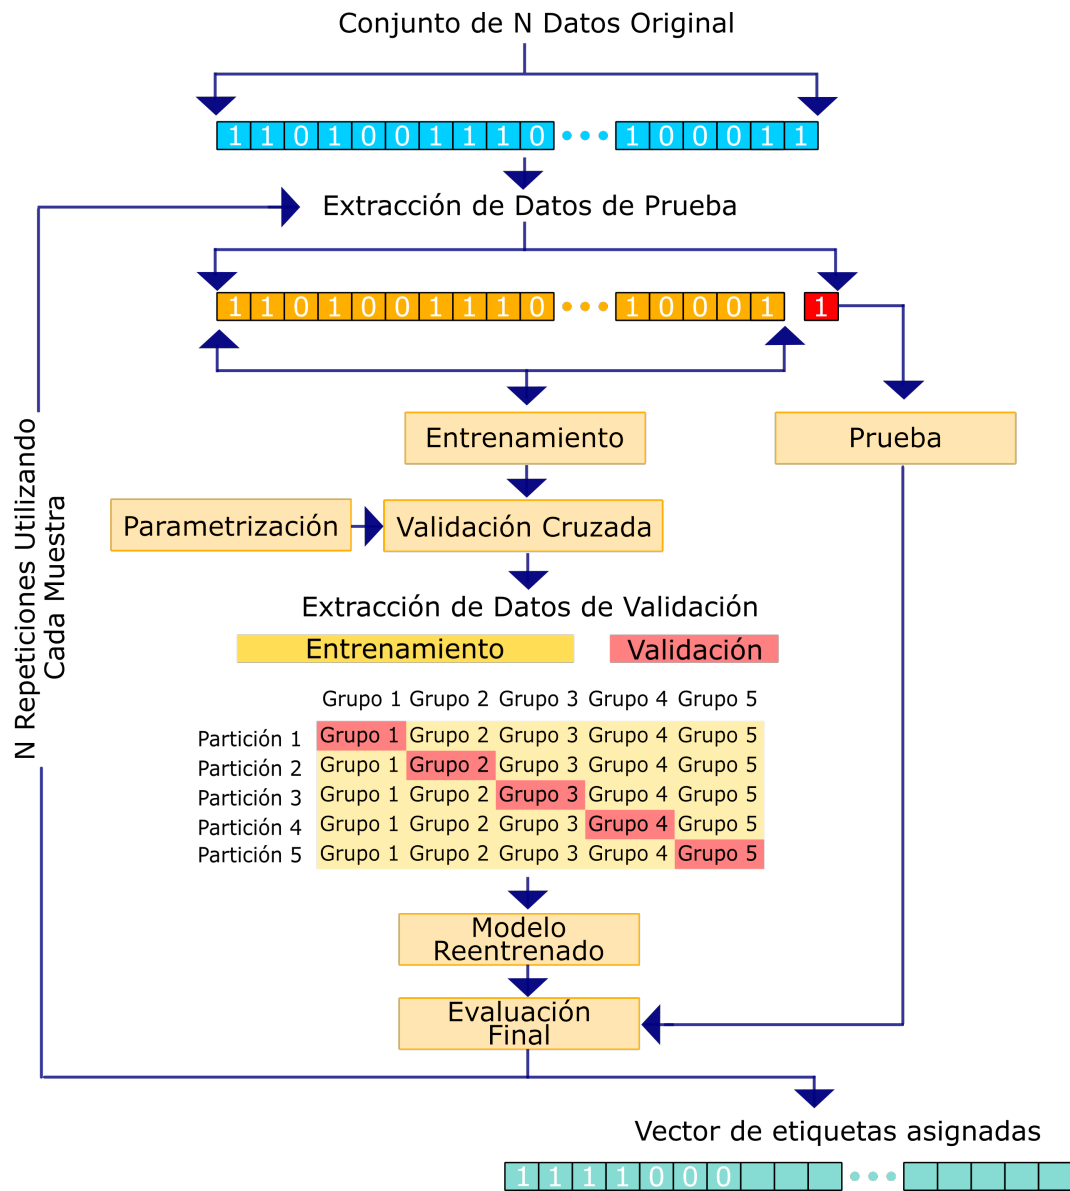 Conjunto de N Datos Original
1 1 0 1 0 0 1 1 1 0 ••• 1 0 0 0 1 1
Extracción de Datos de Prueba
1 1 0 1 0 0 1 1 1 0 ••• 1 0 0 0 1 1
Entrenamiento
Prueba
Parametrización
Validación Cruzada
N Repeticiones Utilizando
Cada Muestra
Extracción de Datos de Validación
Entrenamiento Validación
Grupo 1 Grupo 2 Grupo 3 Grupo 4 Grupo 5
Partición 1 Grupo 1 Grupo 2 Grupo 3 Grupo 4 Grupo 5
Partición 2 Grupo 1 Grupo 2 Grupo 3 Grupo 4 Grupo 5
Partición 3 Grupo 1 Grupo 2 Grupo 3 Grupo 4 Grupo 5
Partición 4 Grupo 1 Grupo 2 Grupo 3 Grupo 4 Grupo 5
Partición 5 Grupo 1 Grupo 2 Grupo 3 Grupo 4 Grupo 5
Modelo
Reentrenado
Evaluación
Final
Vector de etiquetas asignadas
1 1 1 1 0 0 0 •••